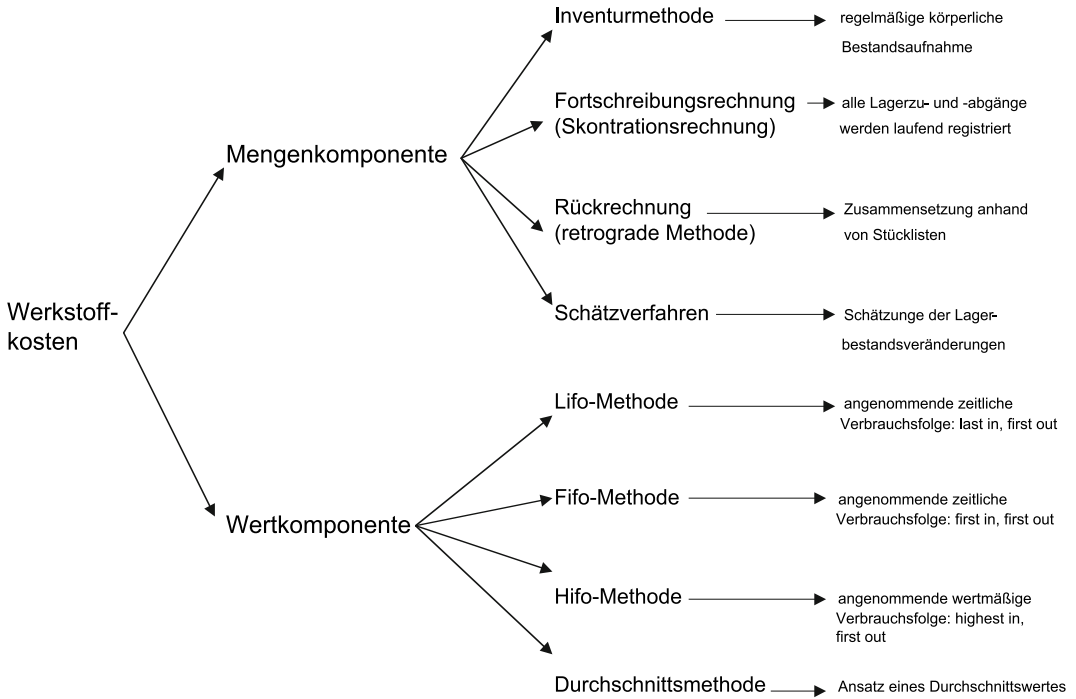 Inventurmethode
regelmäßige körperliche
Bestandsaufnahme
Fortschreibungsrechnung
(Skontrationsrechnung)
alle Lagerzu- und -abgänge
werden laufend registriert
Mengenkomponente
Rückrechnung
(retrograde Methode)
Zusammensetzung anhand
von Stücklisten
Werkstoff-
kosten
Schätzverfahren
Schätzunge der Lager-
bestandsveränderungen
Lifo-Methode
angenommende zeitliche
Verbrauchsfolge: last in, first out
Fifo-Methode
angenommende zeitliche
Verbrauchsfolge: first in, first out
Wertkomponente
Hifo-Methode
angenommende wertmäßige
Verbrauchsfolge: highest in,
first out
Durchschnittsmethode
Ansatz eines Durchschnittswertes